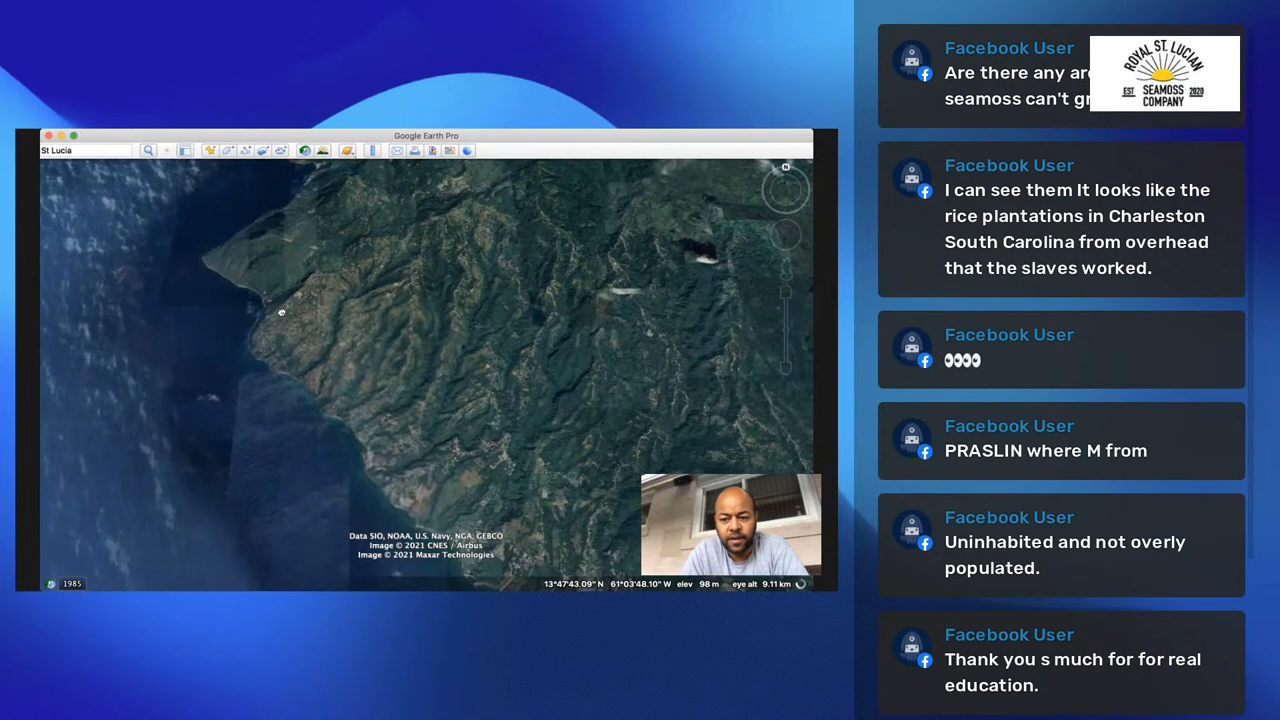 Google Earth Pro
St Lucia
N
Data SIO, NOAA, U.S. Navy, NGA, GEBCO
Image © 2021 CNES / Airbus
Image © 2021 Maxar Technologies
1985
13°47'43.09" N 61°03'48.10" W elev 98 m eye alt 9.11 km
Facebook User
Are there any
seamoss can't
ROYAL ST. LUCIAN
EST SEAMOSS 2020
COMPANY
Facebook User
I can see them It looks like the
rice plantations in Charleston
South Carolina from overhead
that the slaves worked.
Facebook User
👀👀
Facebook User
PRASLIN where M from
Facebook User
Uninhabited and not overly
populated.
Facebook User
Thank you s much for for real
education.